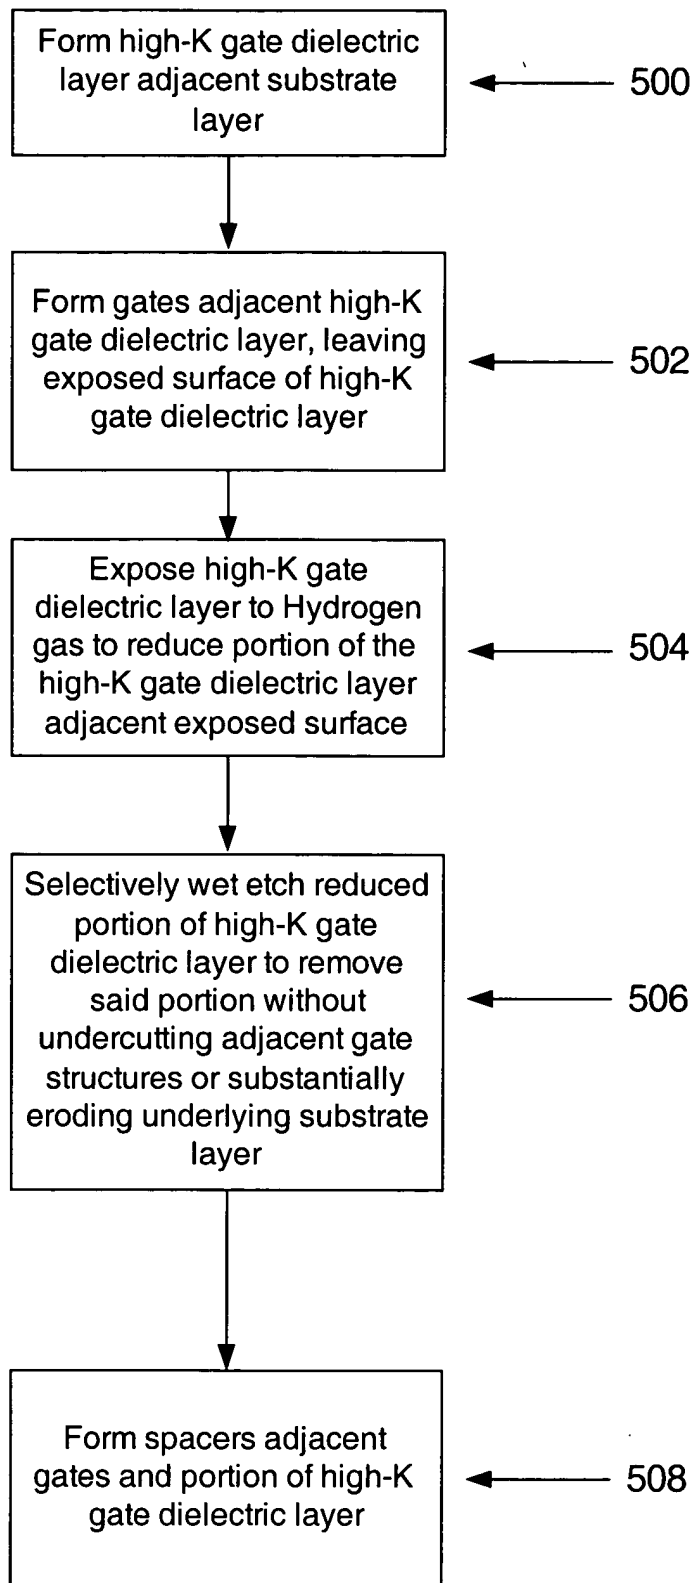 Form high-K gate dielectric
layer adjacent substrate
layer
500
Form gates adjacent high-K
gate dielectric layer, leaving
exposed surface of high-K
gate dielectric layer
502
Expose high-K gate
dielectric layer to Hydrogen
gas to reduce portion of the
high-K gate dielectric layer
adjacent exposed surface
504
Selectively wet etch reduced
portion of high-K gate
dielectric layer to remove
said portion without
undercutting adjacent gate
structures or substantially
eroding underlying substrate
layer
506
Form spacers adjacent
gates and portion of high-K
gate dielectric layer
508